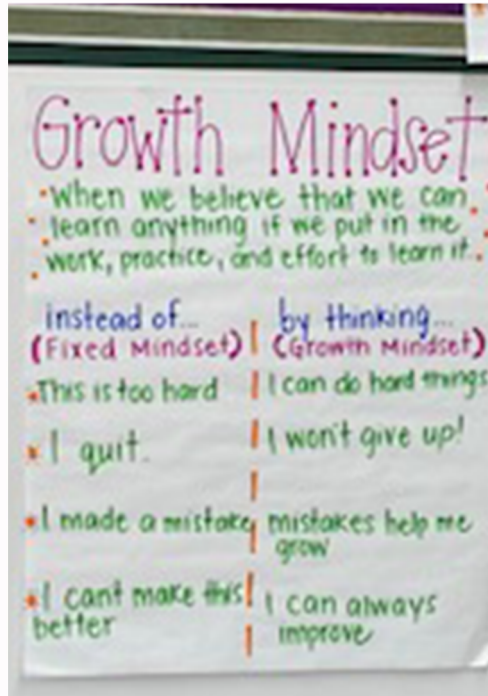 Growth Mindset
When we believe that we can
learn anything if we put in the
work, practice, and effort to learn it.
instead of... by thinking...
(Fixed Mindset) (Growth Mindset)
This is too hard I can do hard things
I quit. I won't give up!
I made a mistake mistakes help me
grow
I cant make this I can always
better improve